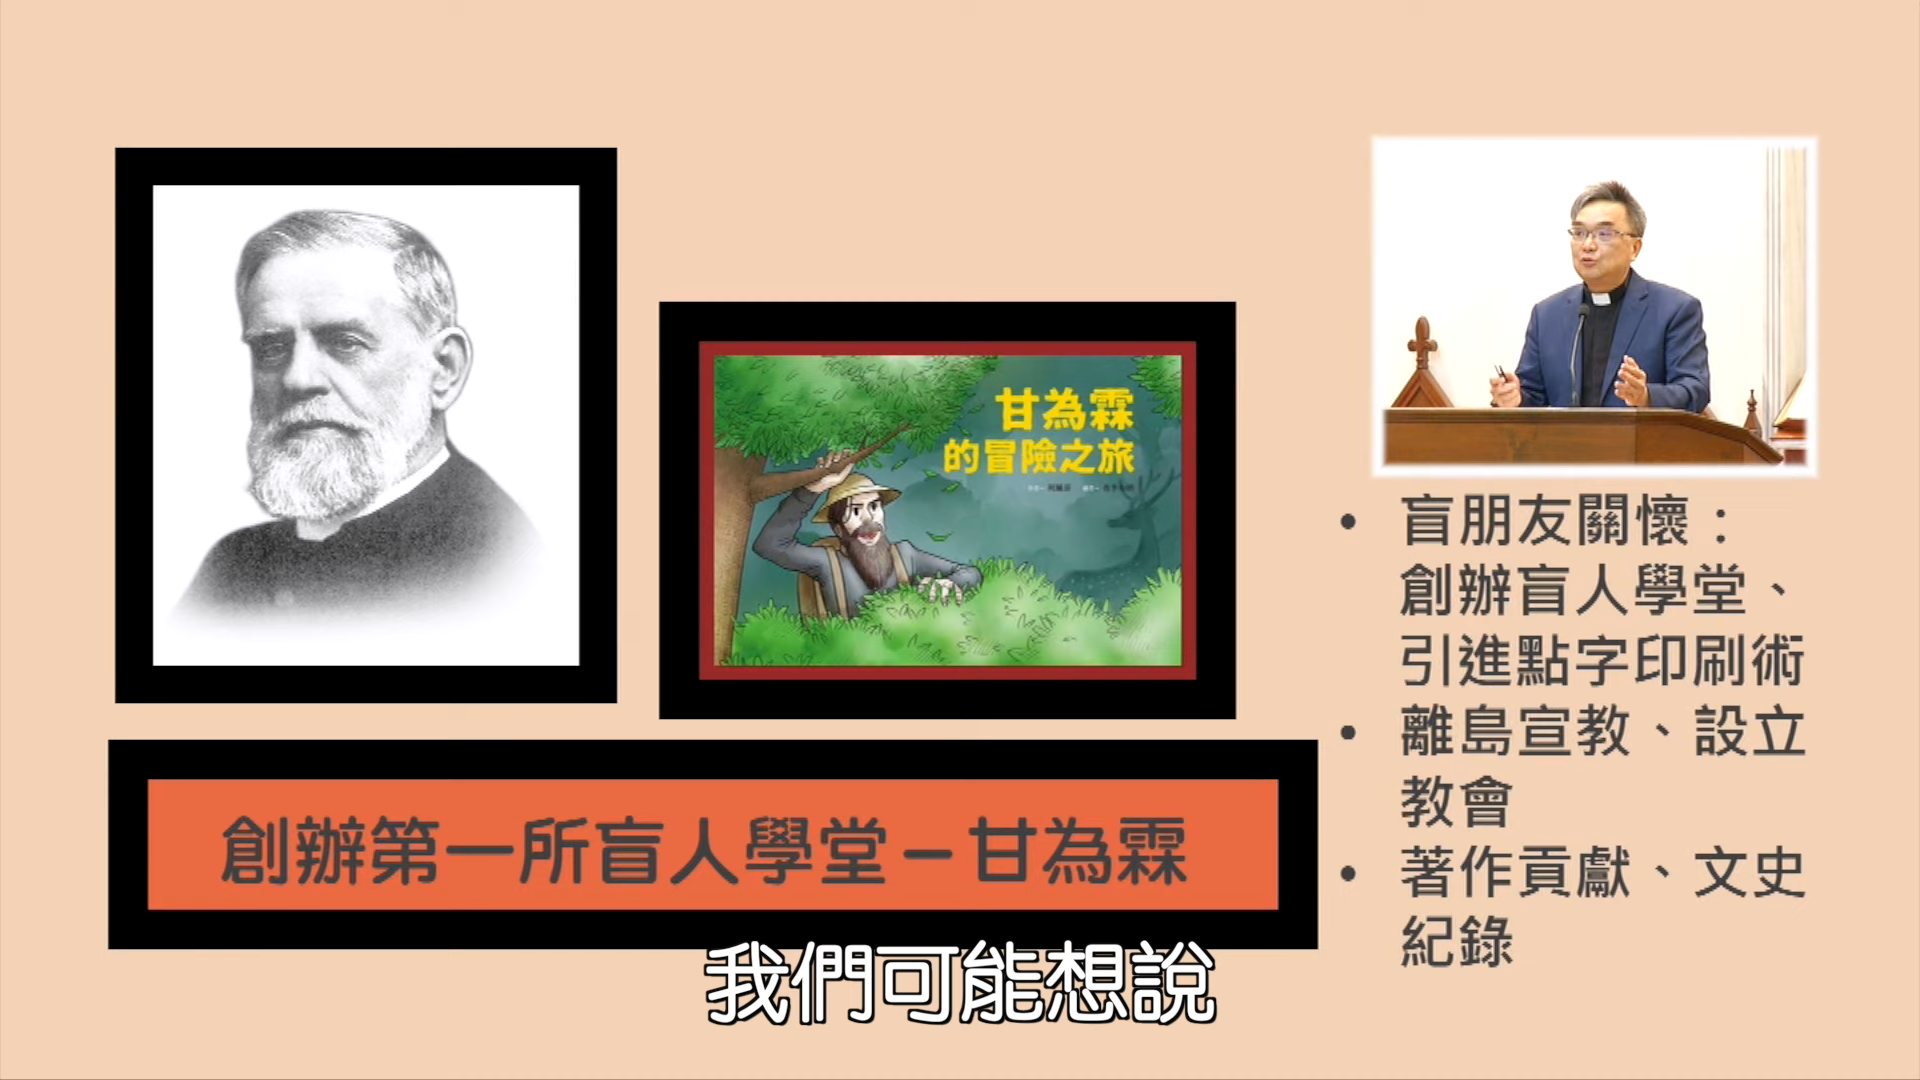 甘為霖
的冒險之旅
創辦第一所盲人學堂－甘為霖
• 盲朋友關懷：
創辦盲人學堂、
引進點字印刷術
• 離島宣教、設立
教會
• 著作貢獻、文史
紀錄
我們可能想說